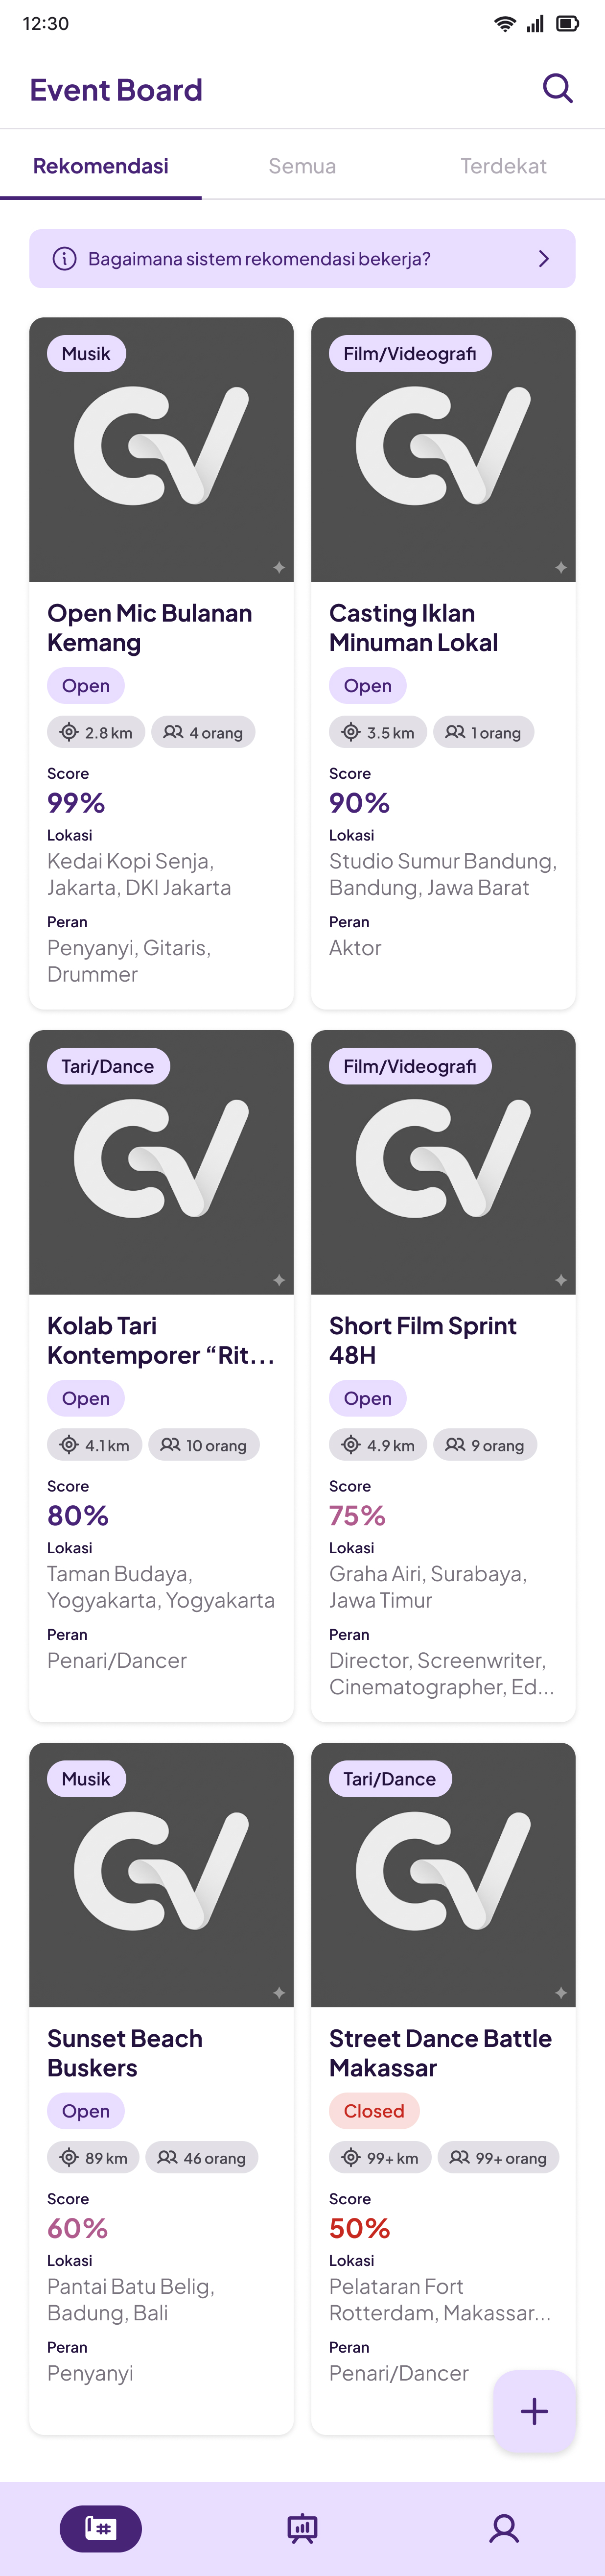 12:30
Event Board
Rekomendasi
Semua
Terdekat
Bagaimana sistem rekomendasi bekerja?
Musik
Open Mic Bulanan
Kemang
Open
2.8 km
4 orang
Score
99%
Lokasi
Kedai Kopi Senja,
Jakarta, DKI Jakarta
Peran
Penyanyi, Gitaris,
Drummer
Film/Videografi
Casting Iklan
Minuman Lokal
Open
3.5 km
1 orang
Score
90%
Lokasi
Studio Sumur Bandung,
Bandung, Jawa Barat
Peran
Aktor
Tari/Dance
Kolab Tari
Kontemporer “Rit...
Open
4.1 km
10 orang
Score
80%
Lokasi
Taman Budaya,
Yogyakarta, Yogyakarta
Peran
Penari/Dancer
Film/Videografi
Short Film Sprint
48H
Open
4.9 km
9 orang
Score
75%
Lokasi
Graha Airi, Surabaya,
Jawa Timur
Peran
Director, Screenwriter,
Cinematographer, Ed...
Musik
Sunset Beach
Buskers
Open
89 km
46 orang
Score
60%
Lokasi
Pantai Batu Belig,
Badung, Bali
Peran
Penyanyi
Tari/Dance
Street Dance Battle
Makassar
Closed
99+ km
99+ orang
Score
50%
Lokasi
Pelataran Fort
Rotterdam, Makassar...
Peran
Penari/Dancer